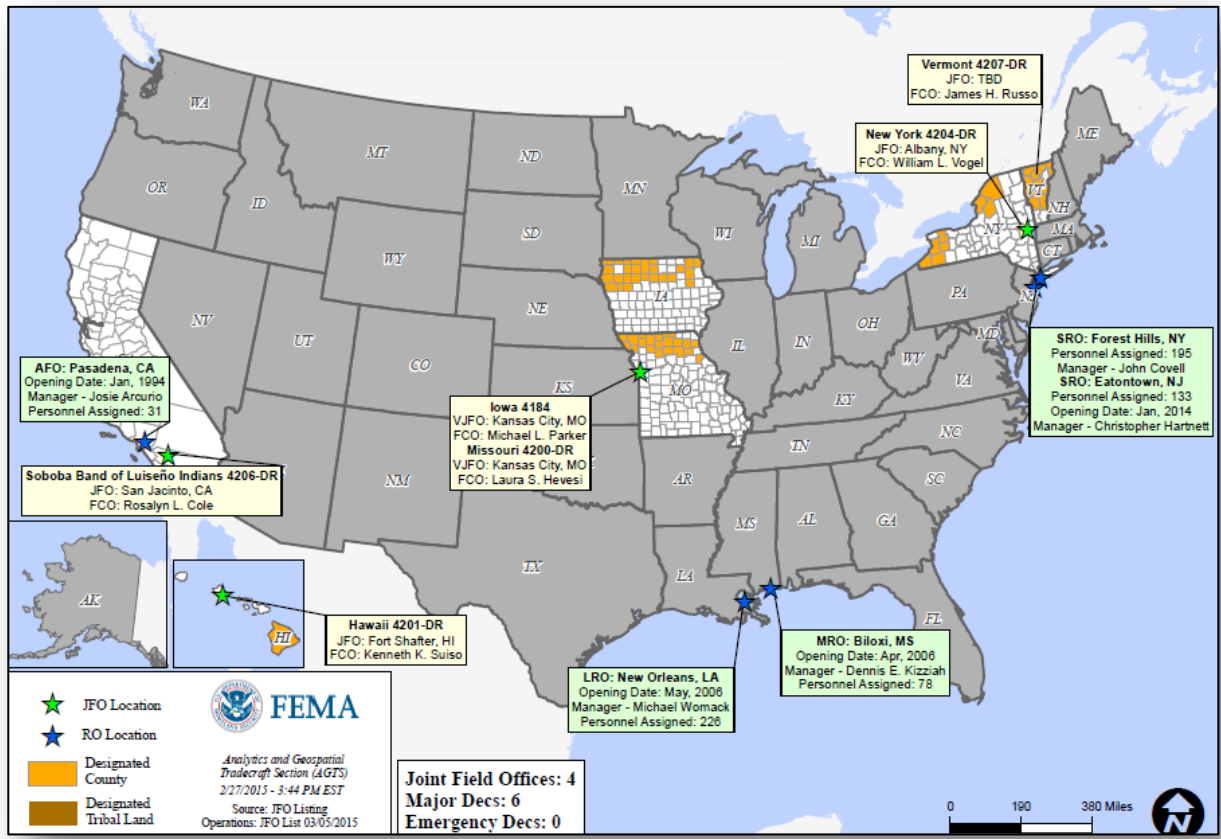 Vermont 4207-DR
JFO: TBD
FCO: James H. Russo
New York 4204-DR
JFO: Albany, NY
FCO: William L. Vogel
WA
OR
ID
MT
ND
MN
SD
WY
WI
MI
ME
VT
NH
NY
MA
CT
NV
UT
CO
NE
IA
KS
MO
IL
IN
OH
PA
NJ
MD
WV
VA
KY
NC
TN
SC
NM
AR
MS
AL
GA
TX
LA
FL
AK
HI
AFO: Pasadena, CA
Opening Date: Jan, 1994
Manager - Josie Arcurio
Personnel Assigned: 31
Soboba Band of Luiseño Indians 4206-DR
JFO: San Jacinto, CA
FCO: Rosalyn L. Cole
Iowa 4184
VJFO: Kansas City, MO
FCO: Michael L. Parker
Missouri 4200-DR
VJFO: Kansas City, MO
FCO: Laura S. Hevesi
SRO: Forest Hills, NY
Personnel Assigned: 195
Manager - John Covell
SRO: Eatontown, NJ
Personnel Assigned: 133
Opening Date: Jan, 2014
Manager - Christopher Hartnett
Hawaii 4201-DR
JFO: Fort Shafter, HI
FCO: Kenneth K. Suiso
LRO: New Orleans, LA
Opening Date: May, 2006
Manager - Michael Womack
Personnel Assigned: 226
MRO: Biloxi, MS
Opening Date: Apr, 2006
Manager - Dennis E. Kizziah
Personnel Assigned: 78
JFO Location
RO Location
Designated
County
Designated
Tribal Land
FEMA
Analytics and Geospatial
Tradecraft Section (AGTS)
2/27/2015 - 3:44 PM EST
Source: JFO Listing
Operations: JFO List 03/05/2015
Joint Field Offices: 4
Major Decs: 6
Emergency Decs: 0
0 190 380 Miles
N